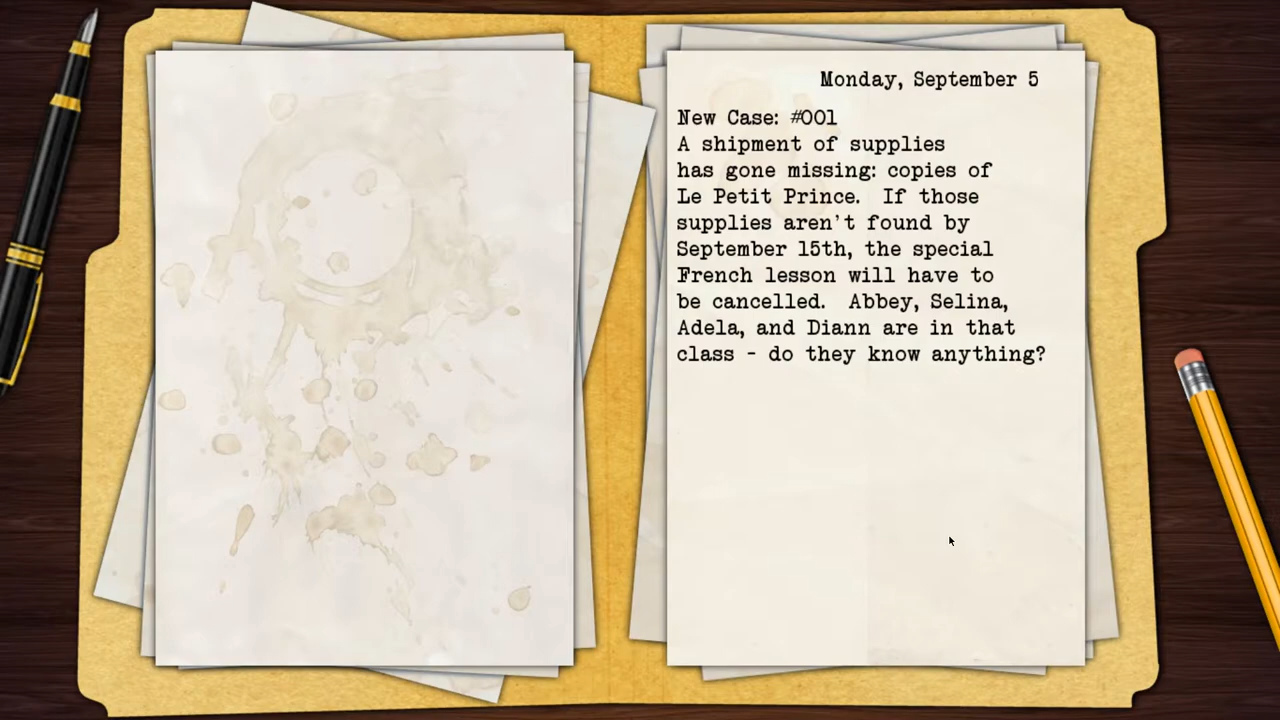 Monday, September 5
New Case: #001
A shipment of supplies
has gone missing: copies of
Le Petit Prince.  If those
supplies aren't found by
September 15th, the special
French lesson will have to
be cancelled.  Abbey, Selina,
Adela, and Diann are in that
class - do they know anything?